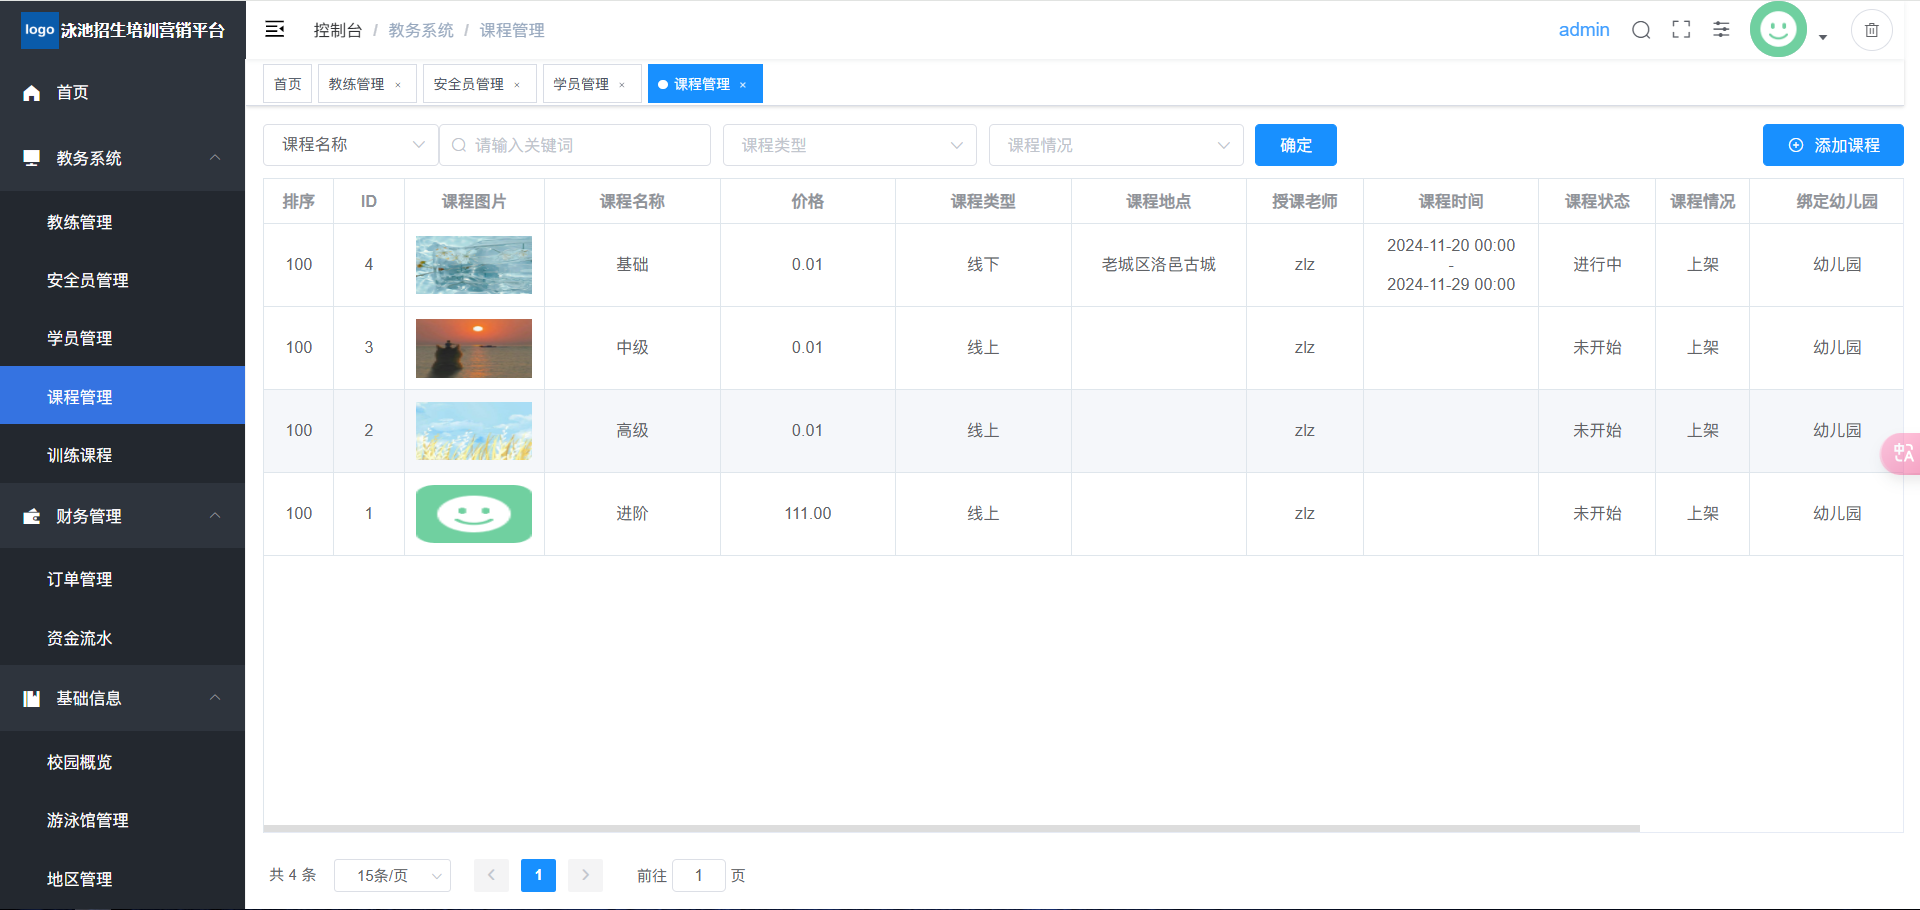 logo 泳池招生培训营销平台
控制台 / 教务系统 / 课程管理
admin
首页
教务系统
教练管理
安全员管理
学员管理
课程管理
训练课程
财务管理
订单管理
资金流水
基础信息
校园概览
游泳馆管理
地区管理
首页 教练管理 × 安全员管理 × 学员管理 × 课程管理 ×
课程名称 请输入关键词 课程类型 课程情况 确定 添加课程
排序 ID 课程图片 课程名称 价格 课程类型 课程地点 授课老师 课程时间 课程状态 课程情况 绑定幼儿园
100 4 基础 0.01 线下 老城区洛邑古城 zlz 2024-11-20 00:00 - 2024-11-29 00:00 进行中 上架 幼儿园
100 3 中级 0.01 线上 zlz 未开始 上架 幼儿园
100 2 高级 0.01 线上 zlz 未开始 上架 幼儿园
100 1 进阶 111.00 线上 zlz 未开始 上架 幼儿园
中A
共 4 条 15条/页 1 前往 1 页